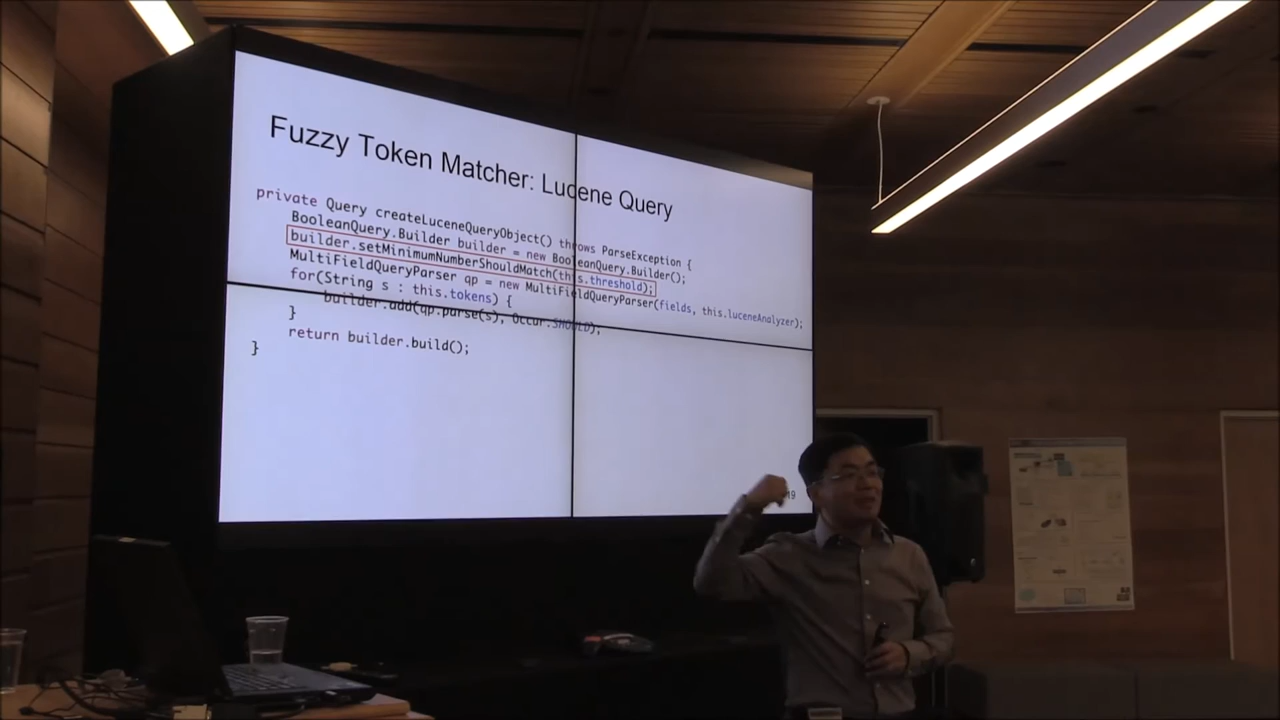 Fuzzy Token Matcher: Lucene Query
private Query createLuceneQueryObject() throws ParseException {
BooleanQuery.Builder builder = new BooleanQuery.Builder();
builder.setMinimumNumberShouldMatch(this.threshold);
MultiFieldQueryParser qp = new MultiFieldQueryParser(fields, this.luceneAnalyzer);
for(String s : this.tokens) {
builder.add(qp.parse(s), Occur.SHOULD);
}
return builder.build();
}
19